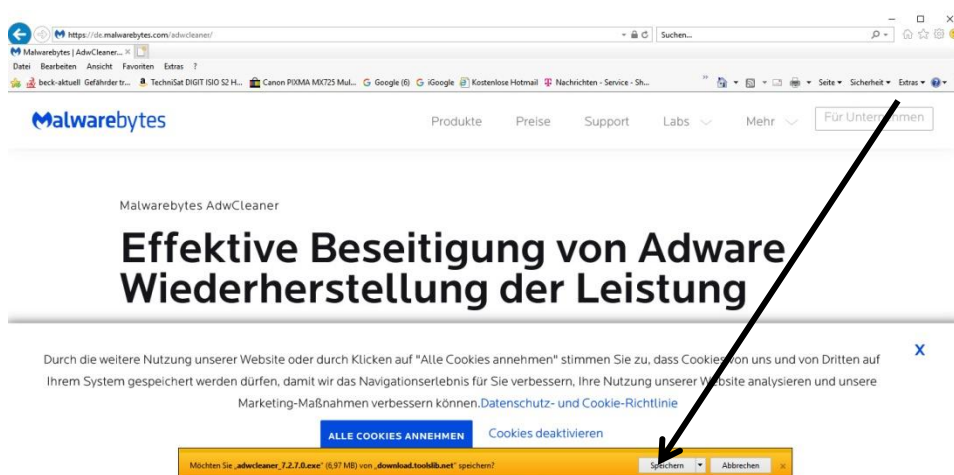 https://de.malwarebytes.com/adwcleaner/
Suchen...
Malwarebytes | AdwCleaner...
Datei Bearbeiten Ansicht Favoriten Extras ?
beck-aktuell Gefährder tr... TechniSat DIGIT ISIO S2 H... Canon PIXMA MX725 Mul... Google (6) iGoogle Kostenlose Hotmail Nachrichten - Service - Sh... Seite Sicherheit Extras
Malwarebytes
Produkte Preise Support Labs Mehr Für Unternehmen
Malwarebytes AdwCleaner
Effektive Beseitigung von Adware
Wiederherstellung der Leistung
X
Durch die weitere Nutzung unserer Website oder durch Klicken auf "Alle Cookies annehmen" stimmen Sie zu, dass Cookies von uns und von Dritten auf
Ihrem System gespeichert werden dürfen, damit wir das Navigationserlebnis für Sie verbessern, Ihre Nutzung unserer Website analysieren und unsere
Marketing-Maßnahmen verbessern können.Datenschutz- und Cookie-Richtlinie
ALLE COOKIES ANNEHMEN Cookies deaktivieren
Möchten Sie „adwcleaner_7.2.7.0.exe" (6,97 MB) von „download.toolslib.net" speichern? Speichern Abbrechen